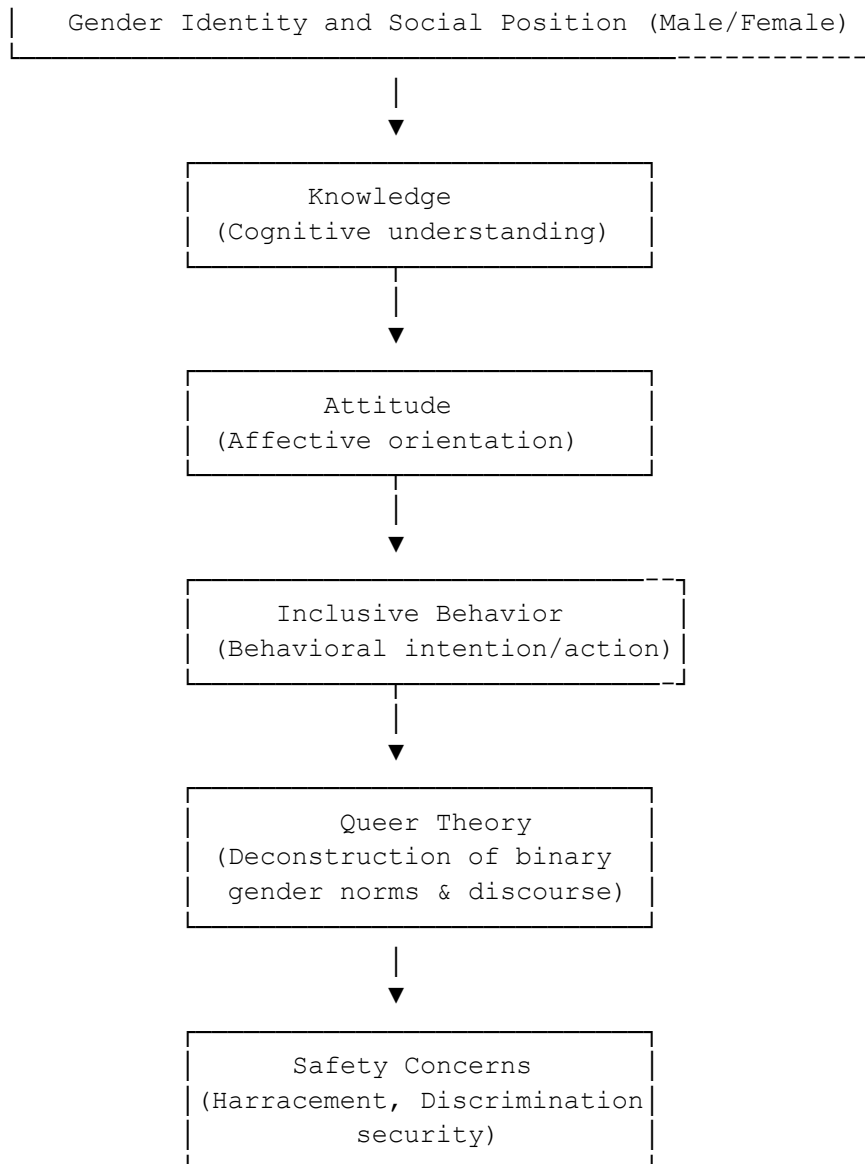 Gender Identity and Social Position (Male/Female)
Knowledge
(Cognitive understanding)
Attitude
(Affective orientation)
Inclusive Behavior
(Behavioral intention/action)
Queer Theory
(Deconstruction of binary
gender norms & discourse)
Safety Concerns
(Harracement, Discrimination
security)